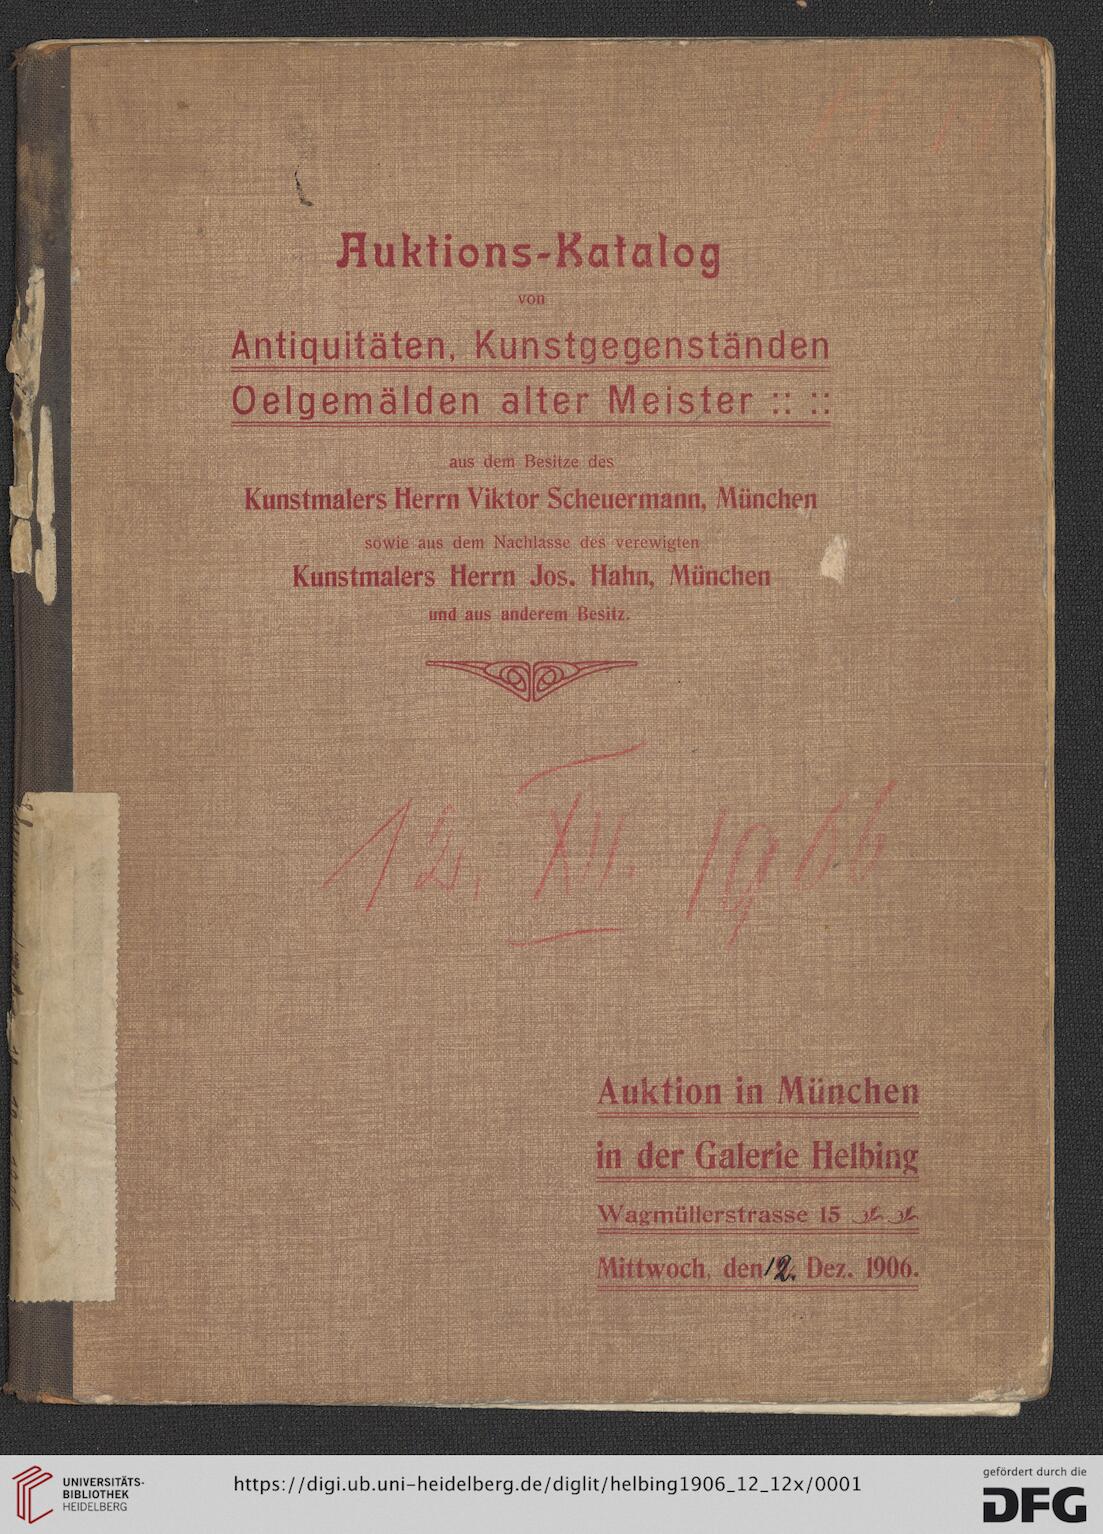 Auktions-Katalog
von
Antiquitäten, Kunstgegenständen
Oelgemälden alter Meister :: ::
aus dem Besitze des
Kunstmalers Herrn Viktor Scheuermann, München
sowie aus dem Nachlasse des verewigten
Kunstmalers Herrn Jos. Hahn, München
und aus anderem Besitz.
12. XII. 1906
Auktion in München
in der Galerie Helbing
Wagmüllerstrasse 15
Mittwoch, den 12. Dez. 1906.
UNIVERSITÄTS-
BIBLIOTHEK
HEIDELBERG
https://digi.ub.uni-heidelberg.de/diglit/helbing1906_12_12x/0001
gefördert durch die
DFG